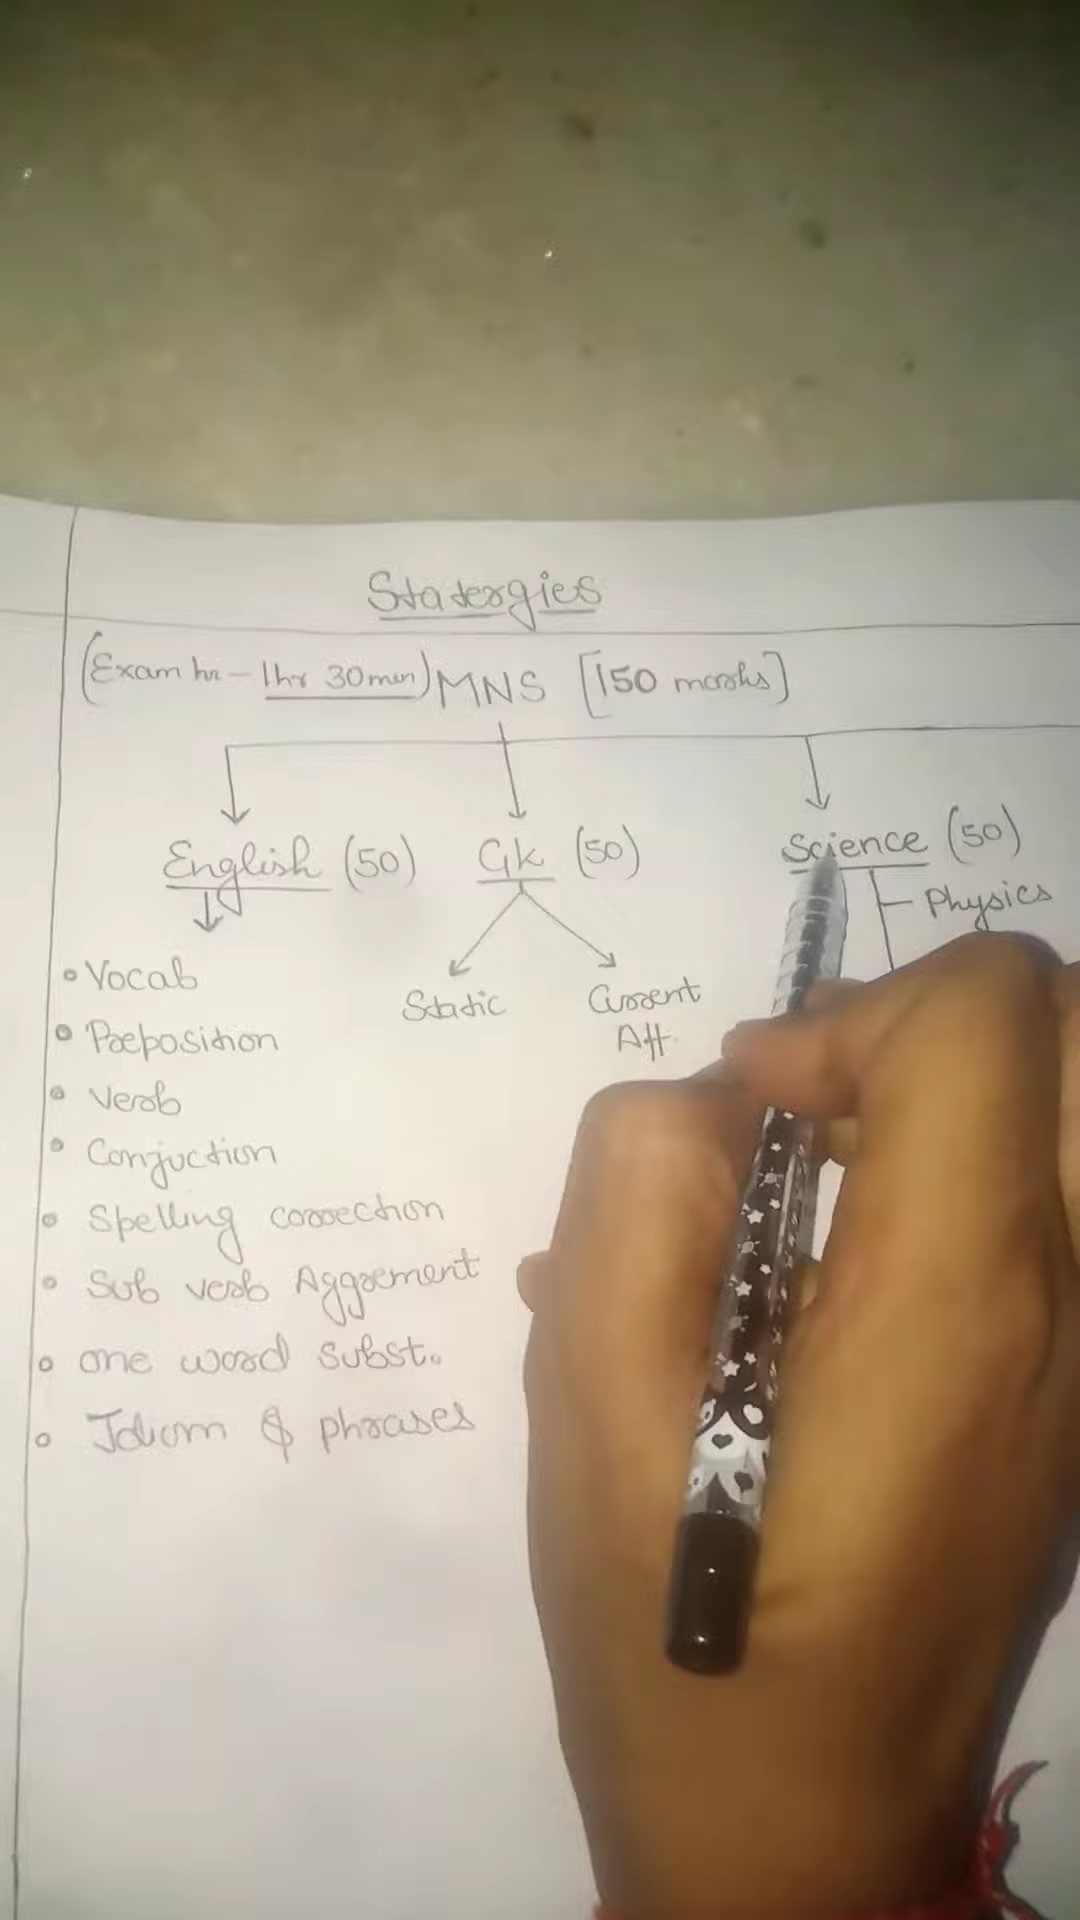 Statergies
(Exam hr - 1hr 30min) MNS [150 marks]
English (50) GK (50) Science (50)
Physics
Static Current Aff.
• Vocab
• Preposition
• Verb
• Conjuction
• Spelling correction
• Sub verb Aggrement
• one word subst.
• Idiom & phrases